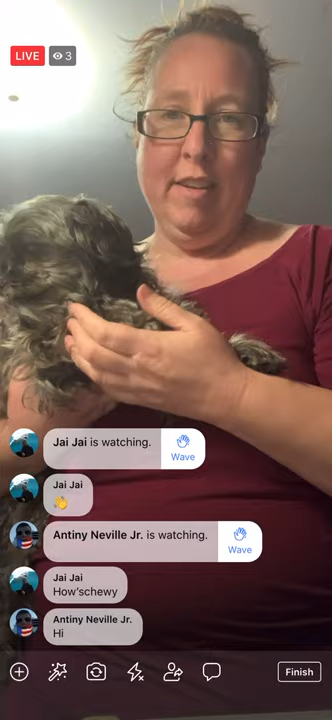 LIVE 3
Jai Jai is watching.
Wave
Jai Jai
👋
Antiny Neville Jr. is watching.
Wave
Jai Jai
How'schewy
Antiny Neville Jr.
Hi
Finish